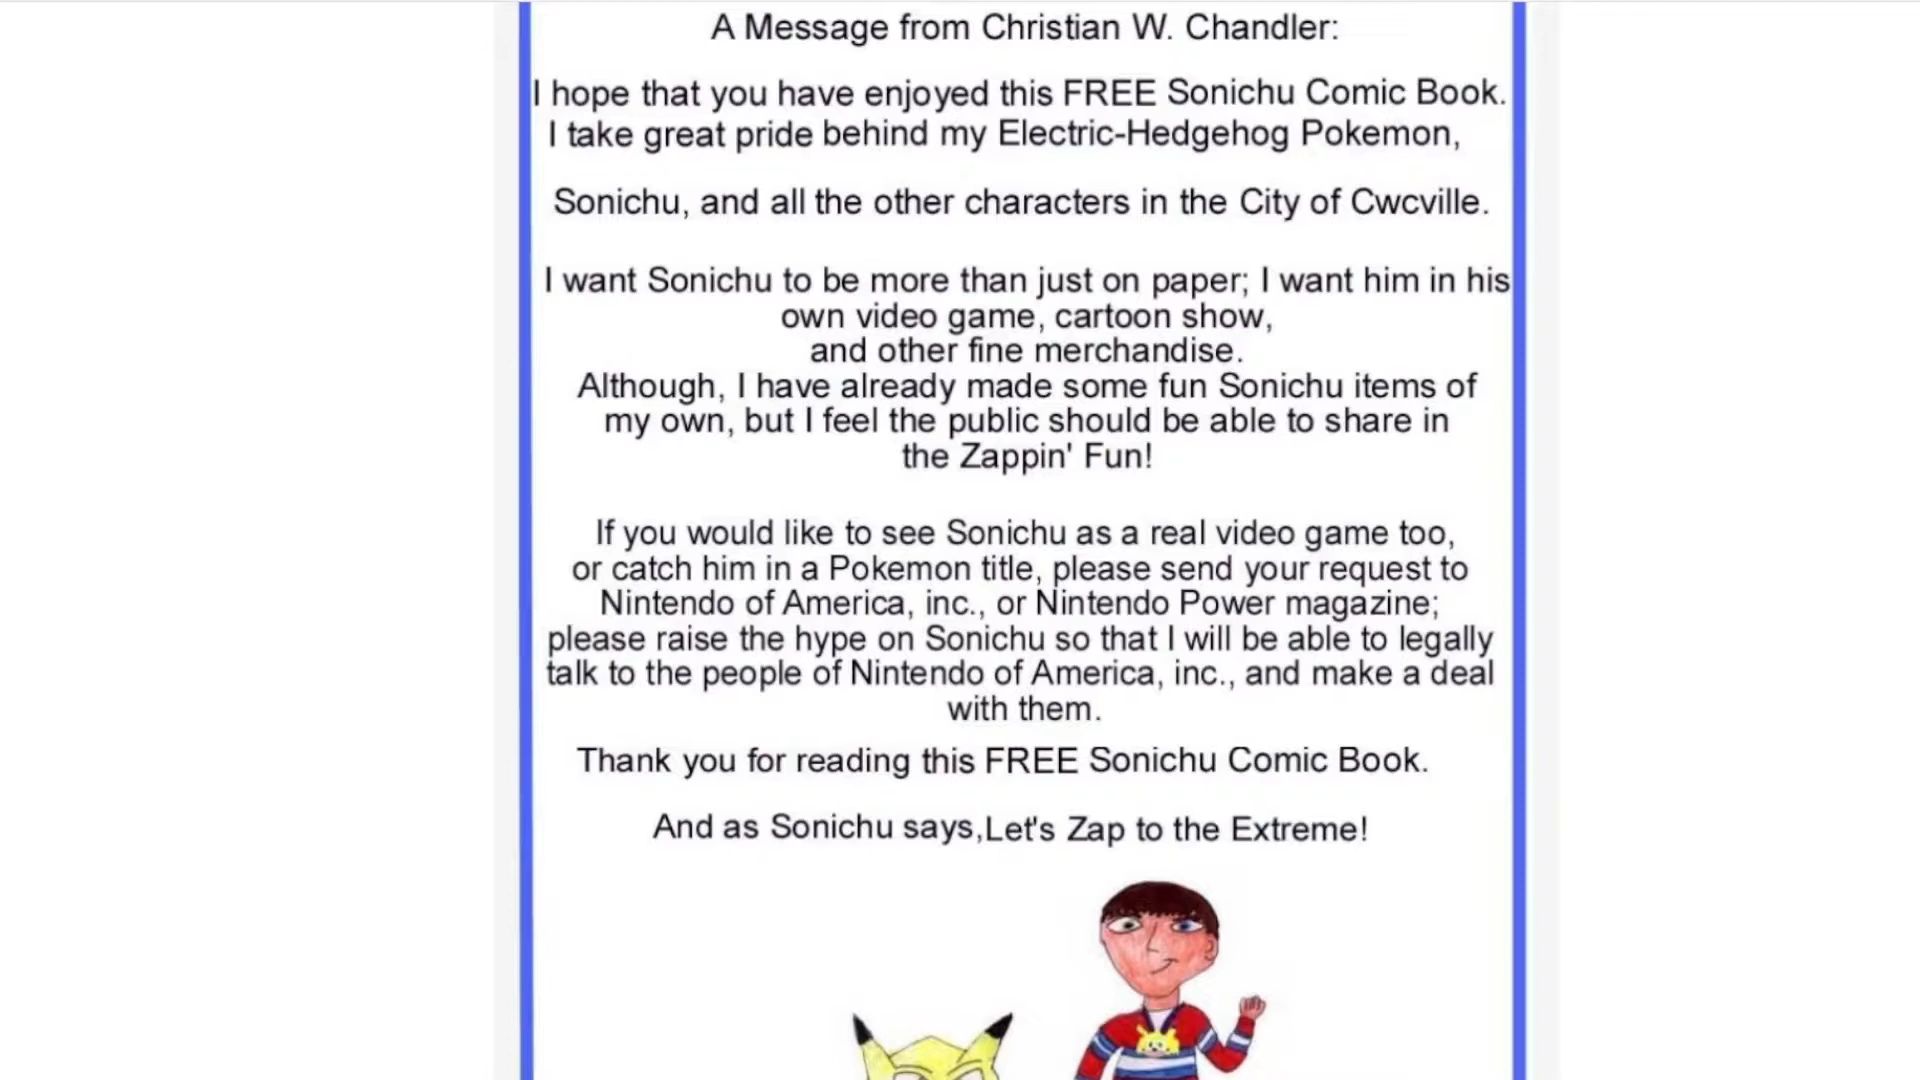 A Message from Christian W. Chandler:
I hope that you have enjoyed this FREE Sonichu Comic Book.
I take great pride behind my Electric-Hedgehog Pokemon,
Sonichu, and all the other characters in the City of Cwcville.
I want Sonichu to be more than just on paper; I want him in his
own video game, cartoon show,
and other fine merchandise.
Although, I have already made some fun Sonichu items of
my own, but I feel the public should be able to share in
the Zappin' Fun!
If you would like to see Sonichu as a real video game too,
or catch him in a Pokemon title, please send your request to
Nintendo of America, inc., or Nintendo Power magazine;
please raise the hype on Sonichu so that I will be able to legally
talk to the people of Nintendo of America, inc., and make a deal
with them.
Thank you for reading this FREE Sonichu Comic Book.
And as Sonichu says,Let's Zap to the Extreme!